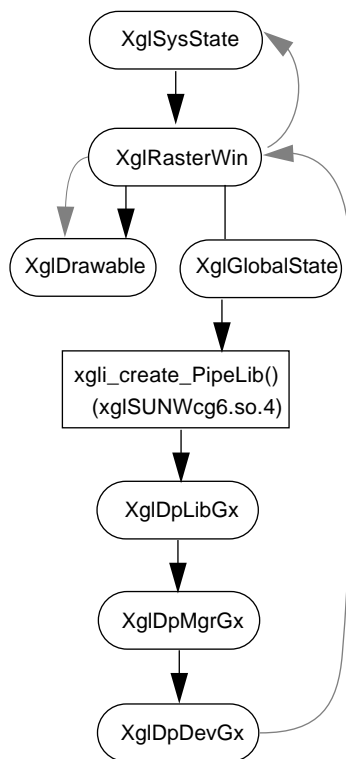 XglSysState
XglRasterWin
XglDrawable
XglGlobalState
xgli_create_PipeLib()
(xglSUNWcg6.so.4)
XglDpLibGx
XglDpMgrGx
XglDpDevGx